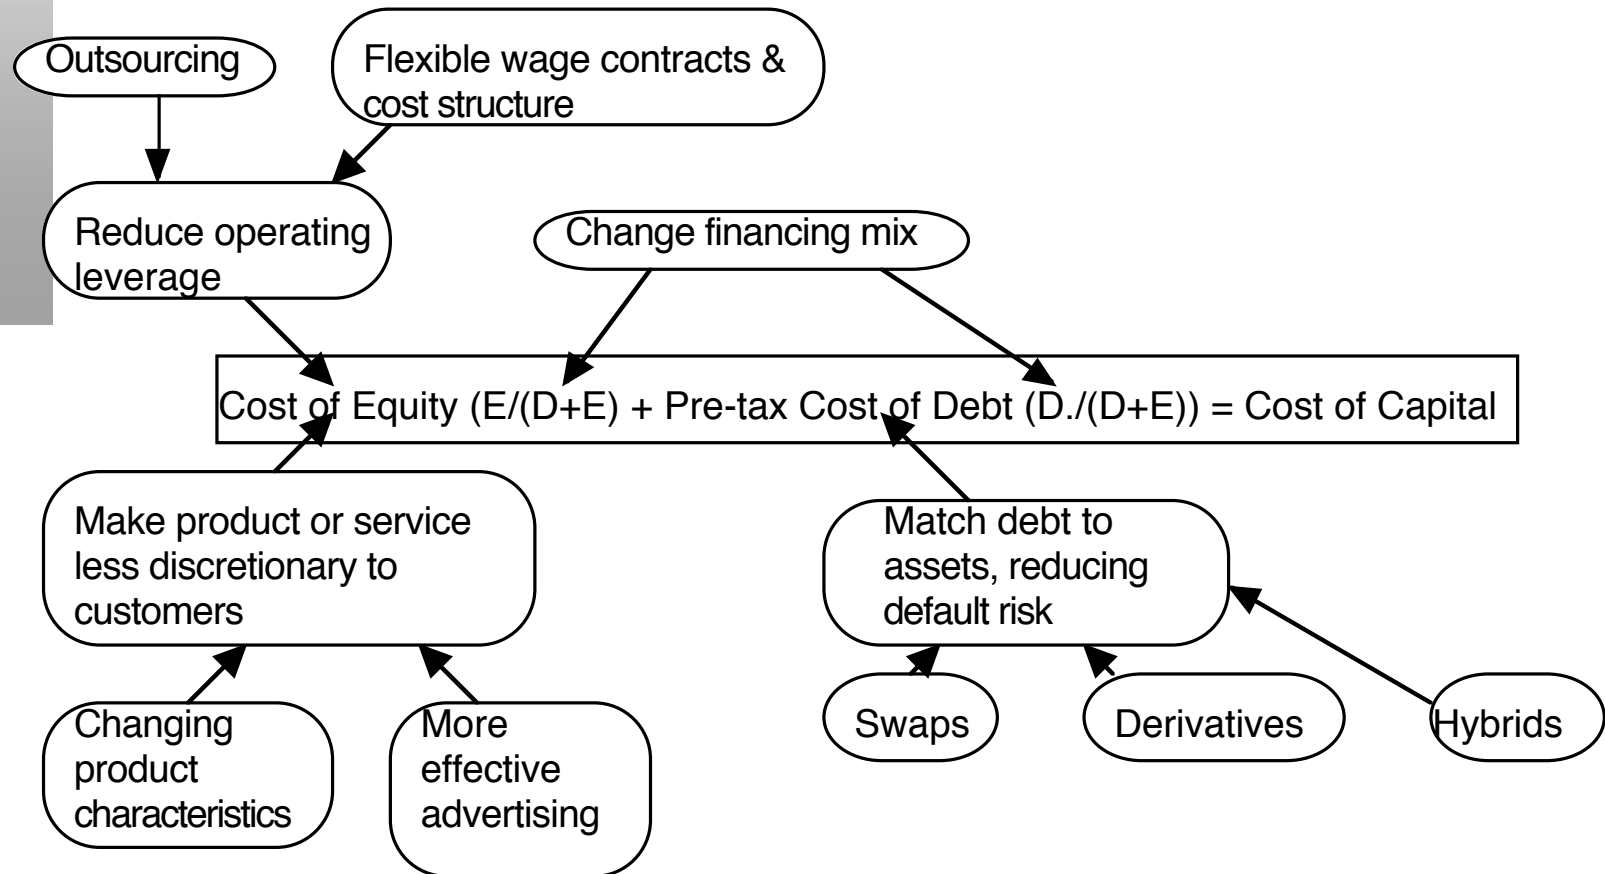 Outsourcing
Flexible wage contracts &
cost structure
Reduce operating
leverage
Change financing mix
Cost of Equity (E/(D+E) + Pre-tax Cost of Debt (D./(D+E)) = Cost of Capital
Make product or service
less discretionary to
customers
Match debt to
assets, reducing
default risk
Changing
product
characteristics
More
effective
advertising
Swaps
Derivatives
Hybrids